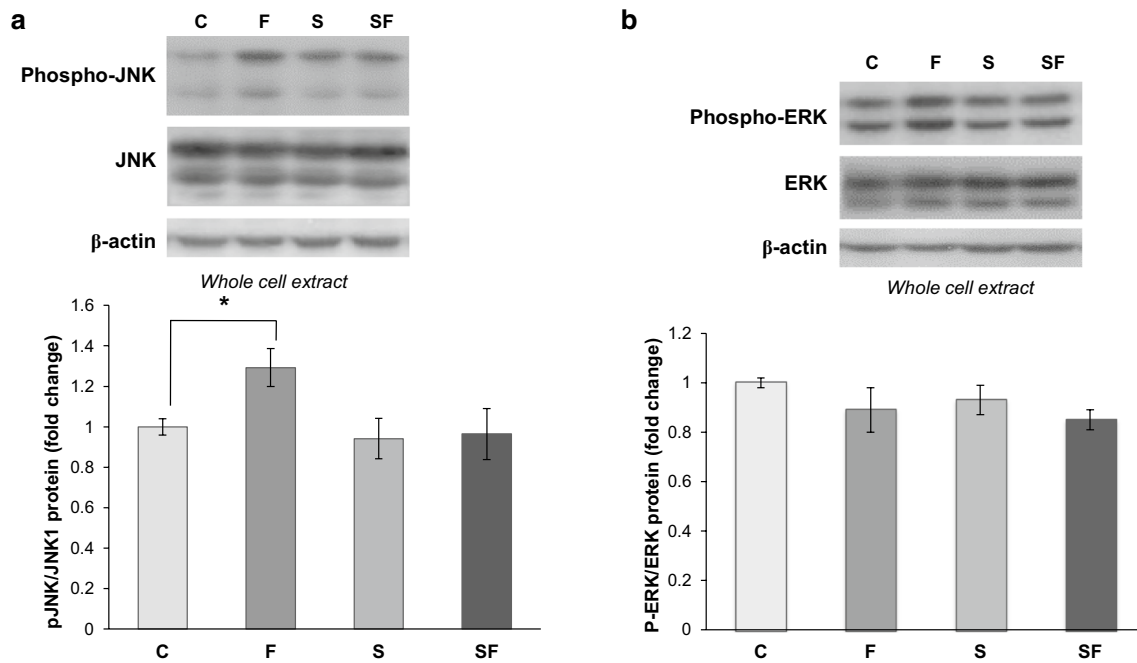 a
C F S SF
Phospho-JNK
JNK
β-actin
Whole cell extract
*
pJNK/JNK1 protein (fold change)
1.6
1.4
1.2
1
0.8
0.6
0.4
0.2
0
C F S SF
b
C F S SF
Phospho-ERK
ERK
β-actin
Whole cell extract
P-ERK/ERK protein (fold change)
1.2
1
0.8
0.6
0.4
0.2
0
C F S SF